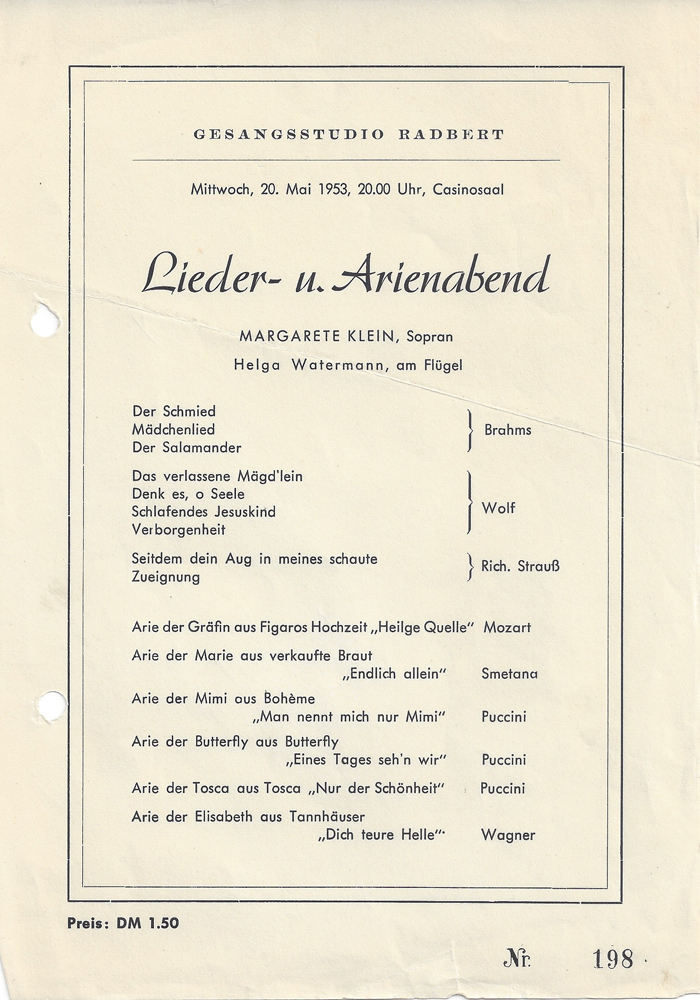 GESANGSSTUDIO RADBERT
Mittwoch, 20. Mai 1953, 20.00 Uhr, Casinosaal
Lieder- u. Arienabend
MARGARETE KLEIN, Sopran
Helga Watermann, am Flügel
Der Schmied
Mädchenlied } Brahms
Der Salamander
Das verlassene Mägd'lein
Denk es, o Seele
Schlafendes Jesuskind } Wolf
Verborgenheit
Seitdem dein Aug in meines schaute } Rich. Strauß
Zueignung
Arie der Gräfin aus Figaros Hochzeit „Heilge Quelle“ Mozart
Arie der Marie aus verkaufte Braut
„Endlich allein“ Smetana
Arie der Mimi aus Bohème
„Man nennt mich nur Mimi“ Puccini
Arie der Butterfly aus Butterfly
„Eines Tages seh'n wir“ Puccini
Arie der Tosca aus Tosca „Nur der Schönheit“ Puccini
Arie der Elisabeth aus Tannhäuser
„Dich teure Helle“ Wagner
Preis: DM 1.50
Nr. 198